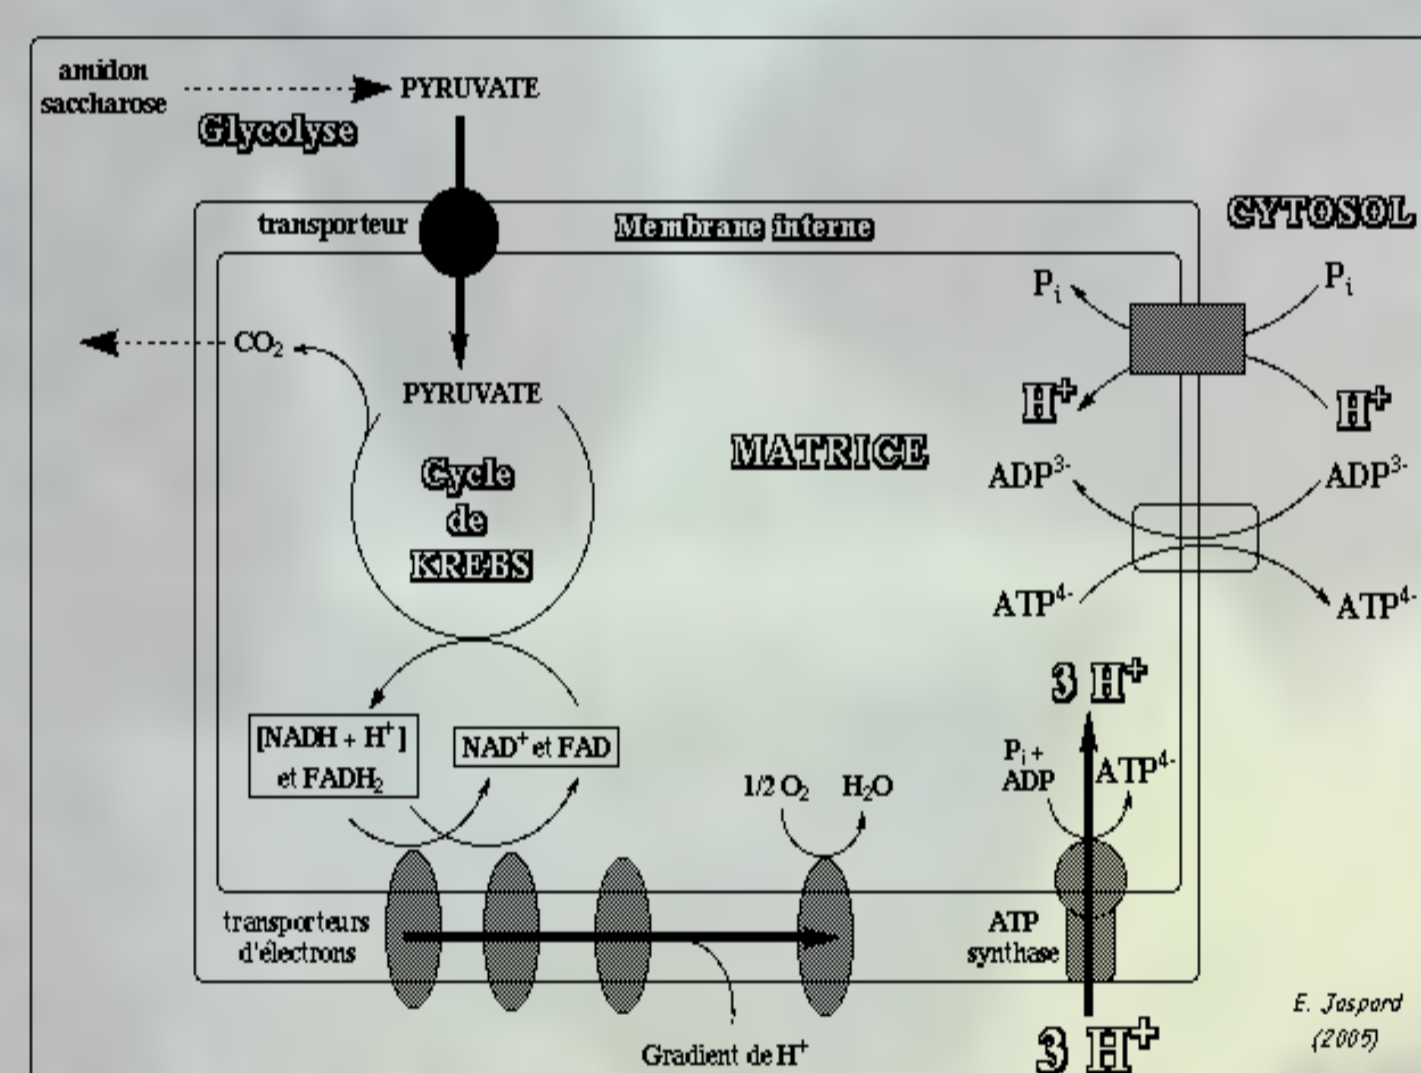 amidon
saccharose
PYRUVATE
Glycolyse
CYTOSOL
transporteur
Membrane interne
Pi
Pi
CO2
PYRUVATE
H+
H+
MATRICE
Cycle
de
KREBS
ADP3-
ADP3-
ATP4-
ATP4-
3 H+
[NADH + H+]
et FADH2
NAD+ et FAD
1/2 O2
H2O
Pi +
ADP
ATP4-
transporteurs
d'électrons
ATP
synthase
Gradient de H+
3 H+
E. Jaspard
(2005)